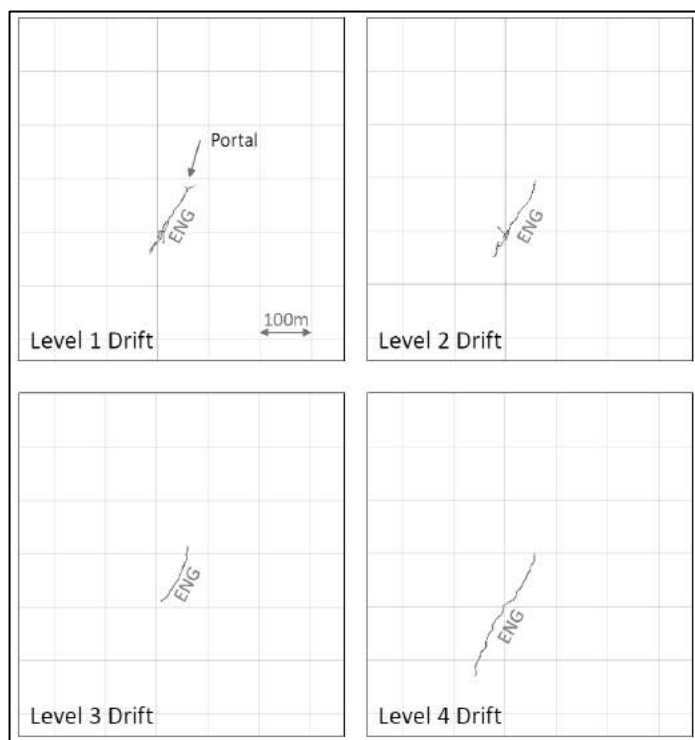 Portal
ENG
100m
Level 1 Drift
ENG
Level 2 Drift
ENG
Level 3 Drift
ENG
Level 4 Drift